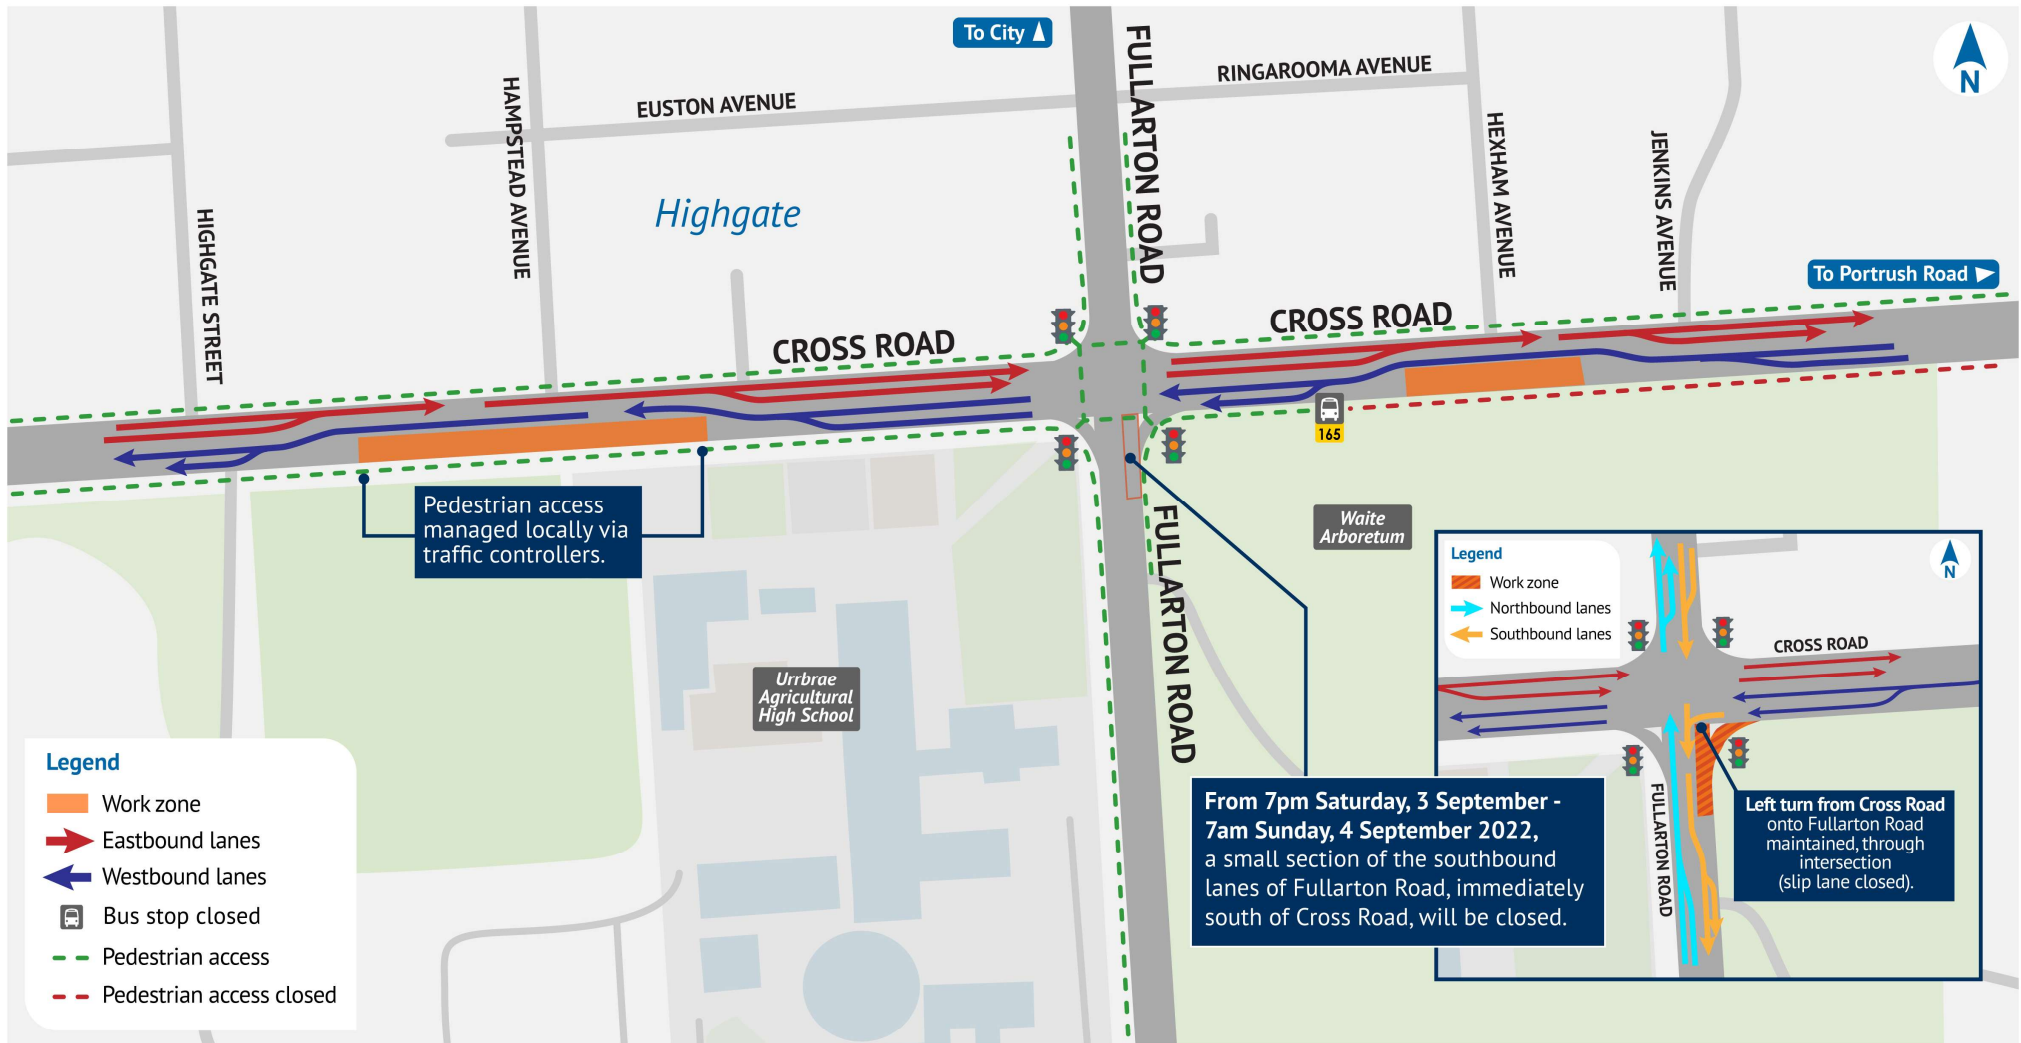 To City
N
FULLARTON ROAD
RINGAROOMA AVENUE
EUSTON AVENUE
HAMPSTEAD AVENUE
HEXHAM AVENUE
JENKINS AVENUE
Highgate
HIGHGATE STREET
To Portrush Road
CROSS ROAD
CROSS ROAD
165
Pedestrian access
managed locally via
traffic controllers.
Waite
Arboretum
FULLARTON ROAD
Urrbrae
Agricultural
High School
Legend
Work zone
Eastbound lanes
Westbound lanes
Bus stop closed
Pedestrian access
Pedestrian access closed
From 7pm Saturday, 3 September -
7am Sunday, 4 September 2022,
a small section of the southbound
lanes of Fullarton Road, immediately
south of Cross Road, will be closed.
Legend
Work zone
Northbound lanes
Southbound lanes
N
CROSS ROAD
FULLARTON ROAD
Left turn from Cross Road
onto Fullarton Road
maintained, through
intersection
(slip lane closed).